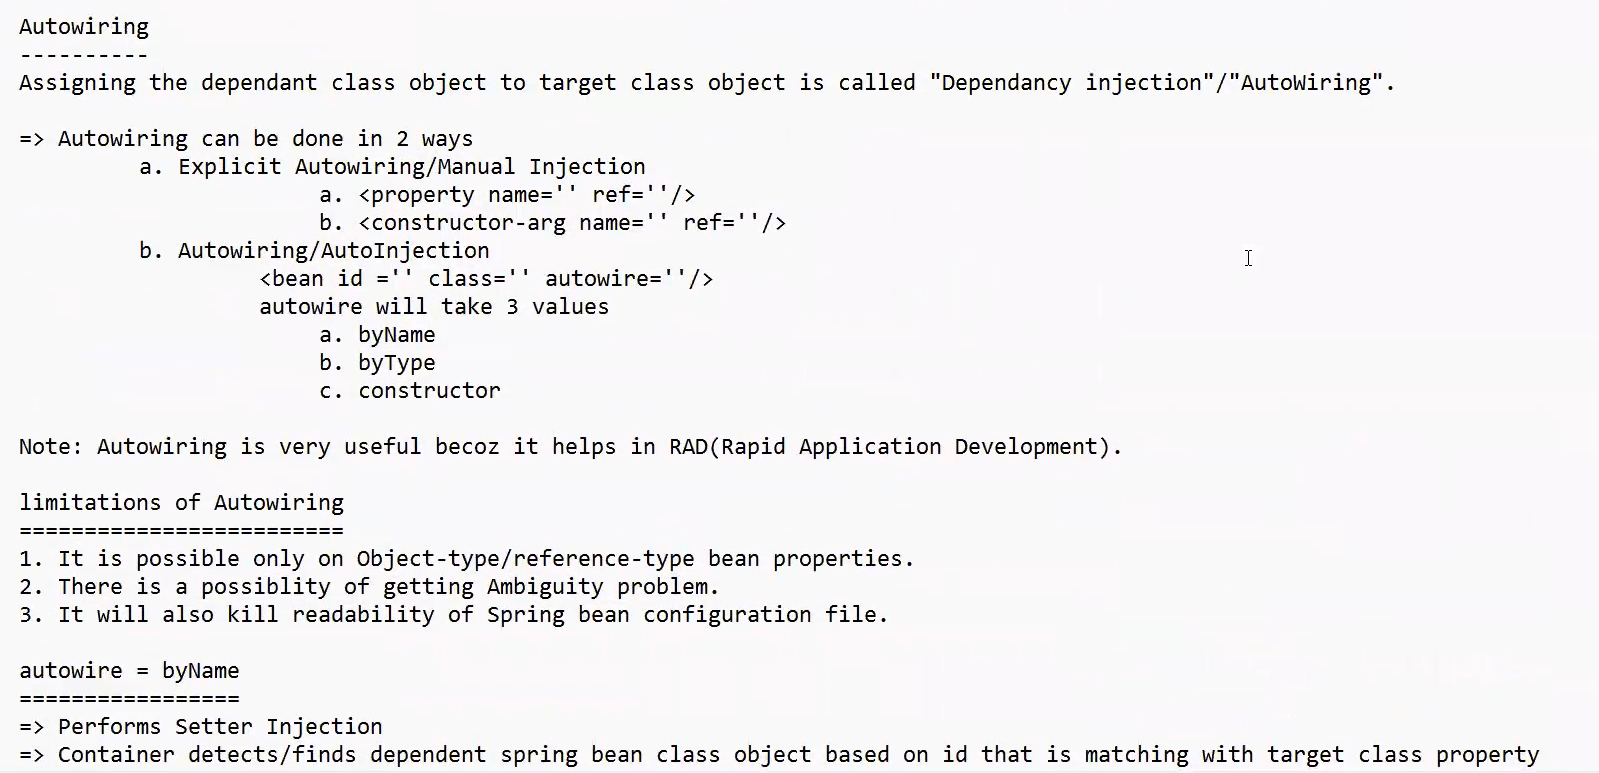 Autowiring
----------
Assigning the dependant class object to target class object is called "Dependancy injection"/"AutoWiring".
=> Autowiring can be done in 2 ways
a. Explicit Autowiring/Manual Injection
a. <property name='' ref=''/>
b. <constructor-arg name='' ref=''/>
b. Autowiring/AutoInjection
<bean id ='' class='' autowire=''/>
autowire will take 3 values
a. byName
b. byType
c. constructor
Note: Autowiring is very useful becoz it helps in RAD(Rapid Application Development).
limitations of Autowiring
=========================
1. It is possible only on Object-type/reference-type bean properties.
2. There is a possiblity of getting Ambiguity problem.
3. It will also kill readability of Spring bean configuration file.
autowire = byName
=================
=> Performs Setter Injection
=> Container detects/finds dependent spring bean class object based on id that is matching with target class property